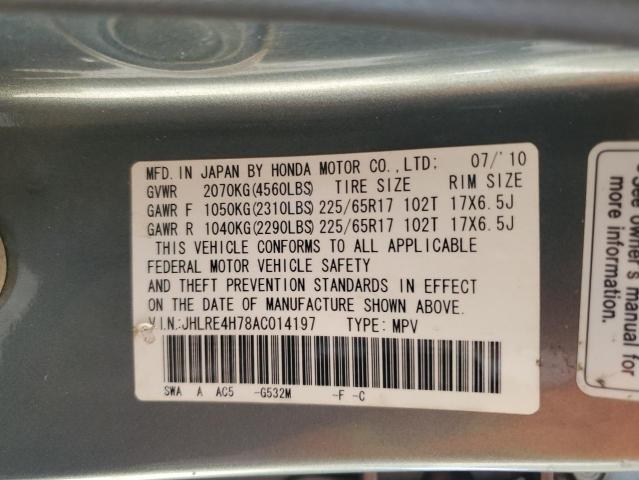 MFD. IN JAPAN BY HONDA MOTOR CO.,LTD: 07/'10
GVWR 2070KG(4560LBS) TIRE SIZE RIM SIZE
GAWR F 1050KG(2310LBS) 225/65R17 102T 17X6.5J
GAWR R 1040KG(2290LBS) 225/65R17 102T 17X6.5J
THIS VEHICLE CONFORMS TO ALL APPLICABLE
FEDERAL MOTOR VEHICLE SAFETY
AND THEFT PREVENTION STANDARDS IN EFFECT
ON THE DATE OF MANUFACTURE SHOWN ABOVE.
V.I.N.:JHLRE4H78AC014197 TYPE: MPV
SWA A AC5 -G532M -F -C
See owner's
manual for